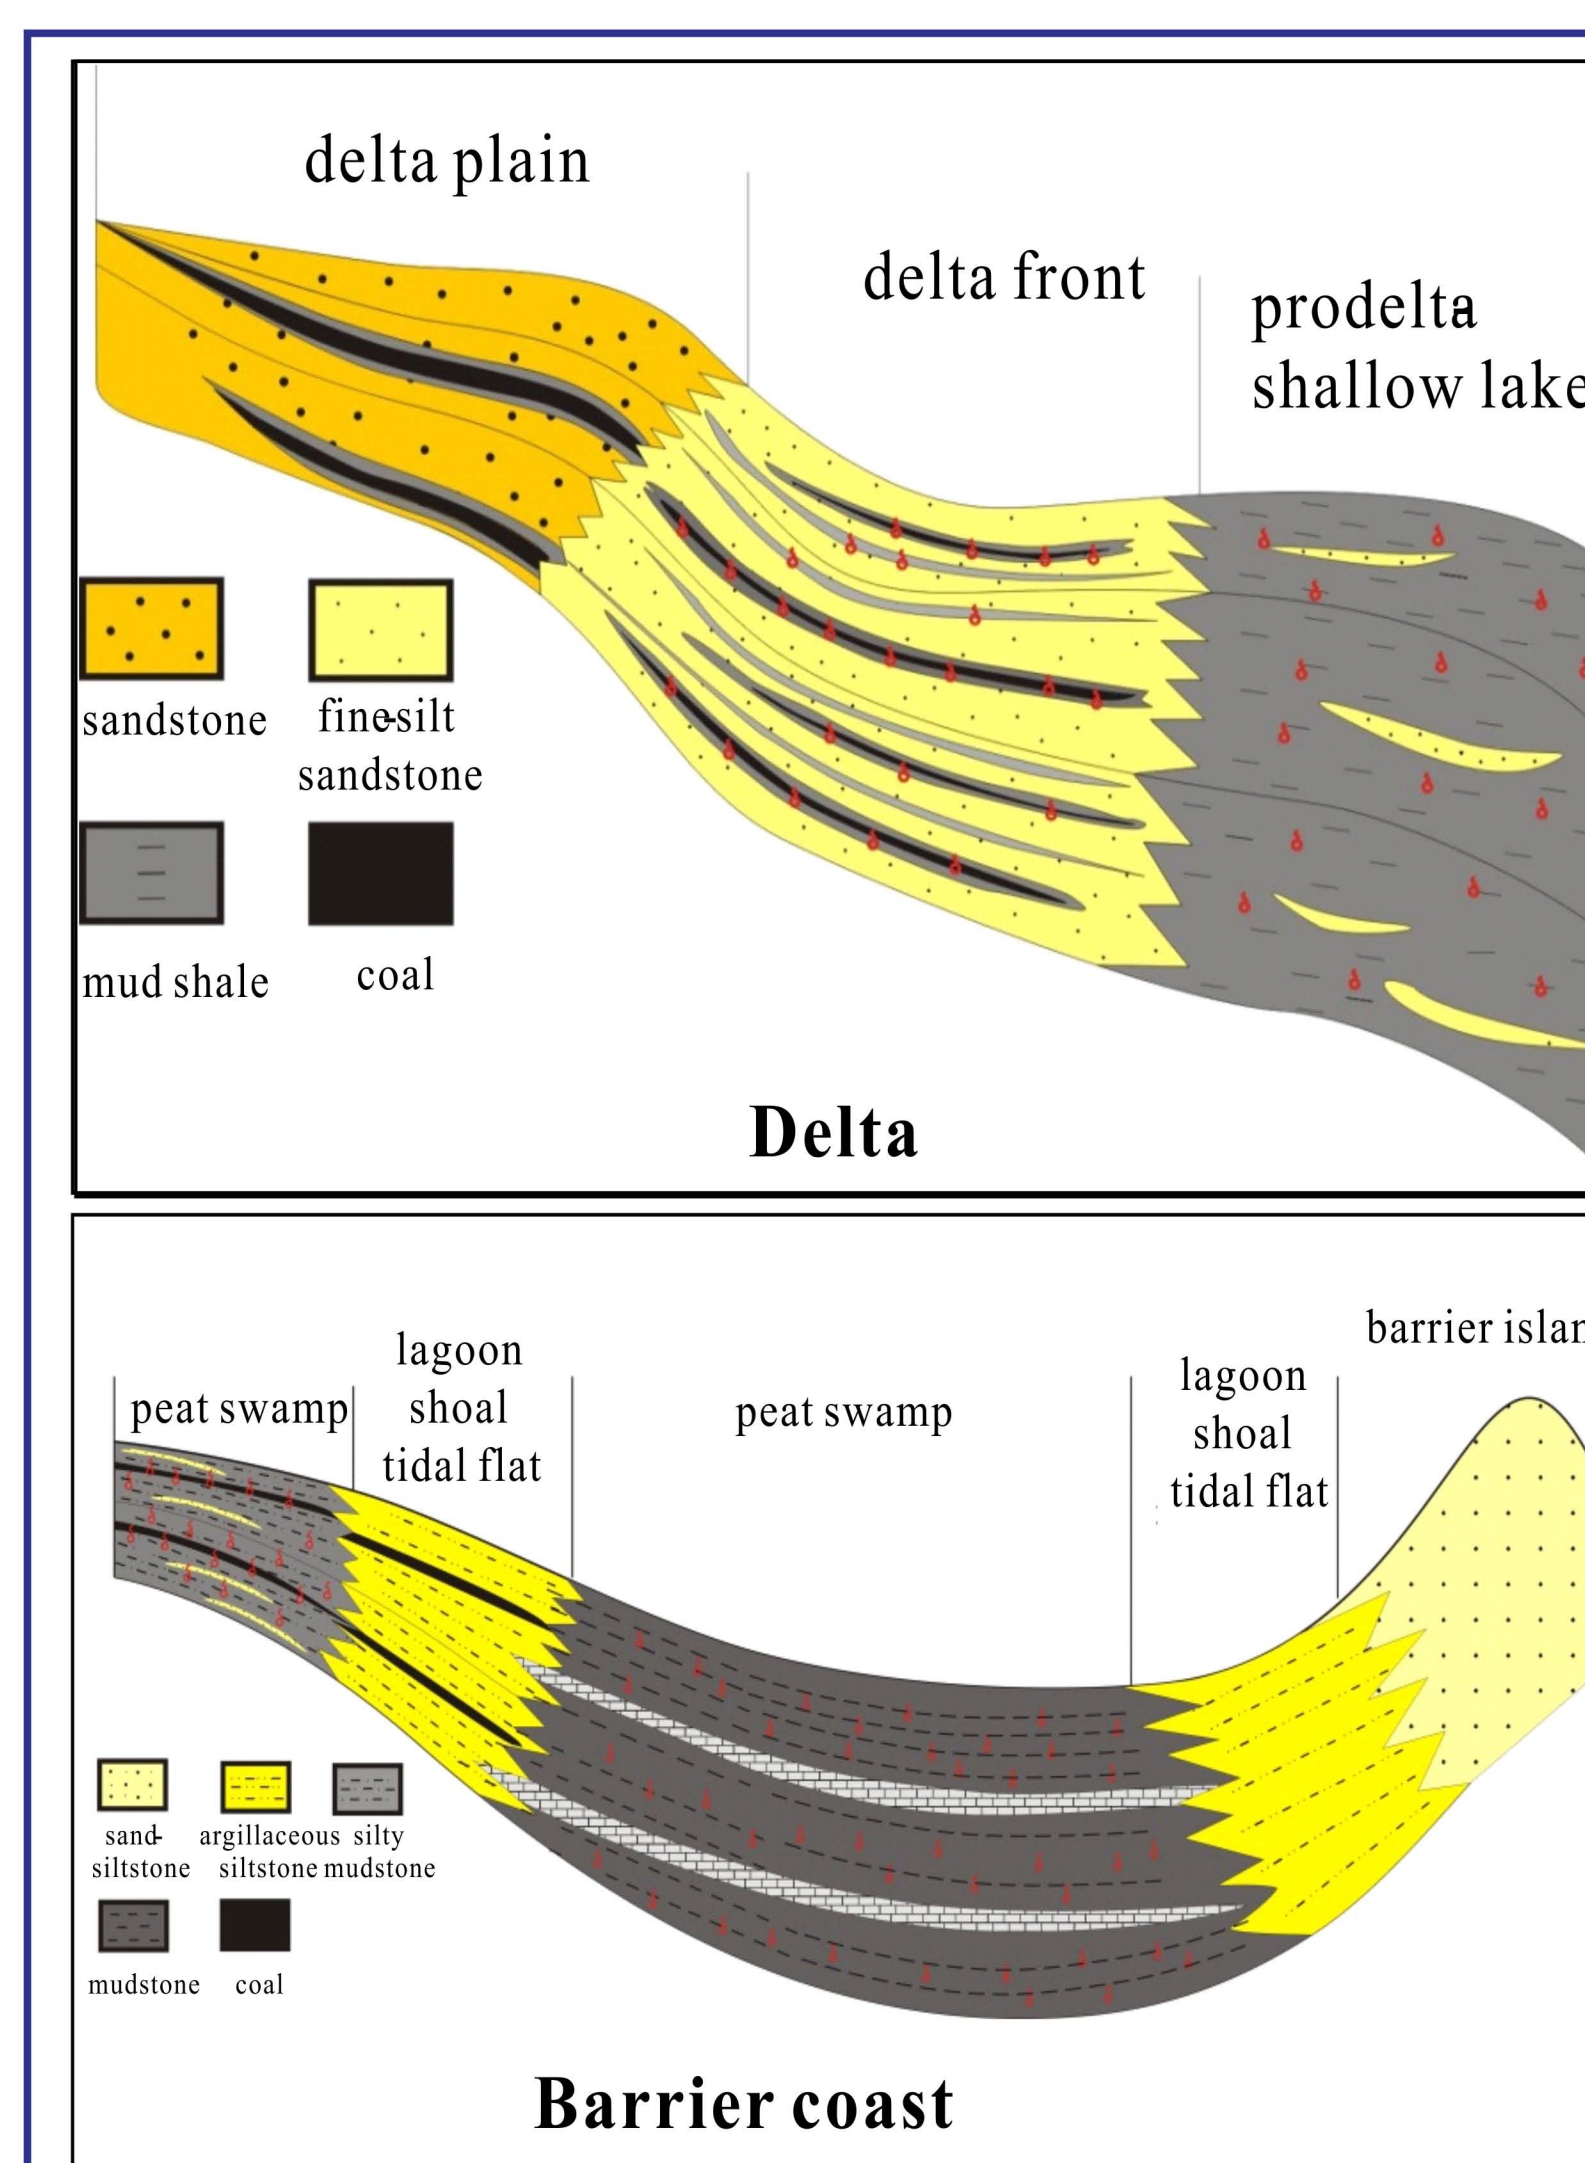 delta plain
delta front
prodelta
shallow lake
sandstone
fine-silt
sandstone
mud shale
coal
Delta
barrier
lagoon
shoal
tidal flat
peat swamp
peat swamp
lagoon
shoal
tidal flat
sand-
siltstone
argillaceous
siltstone
silty
mudstone
mudstone
coal
Barrier coast